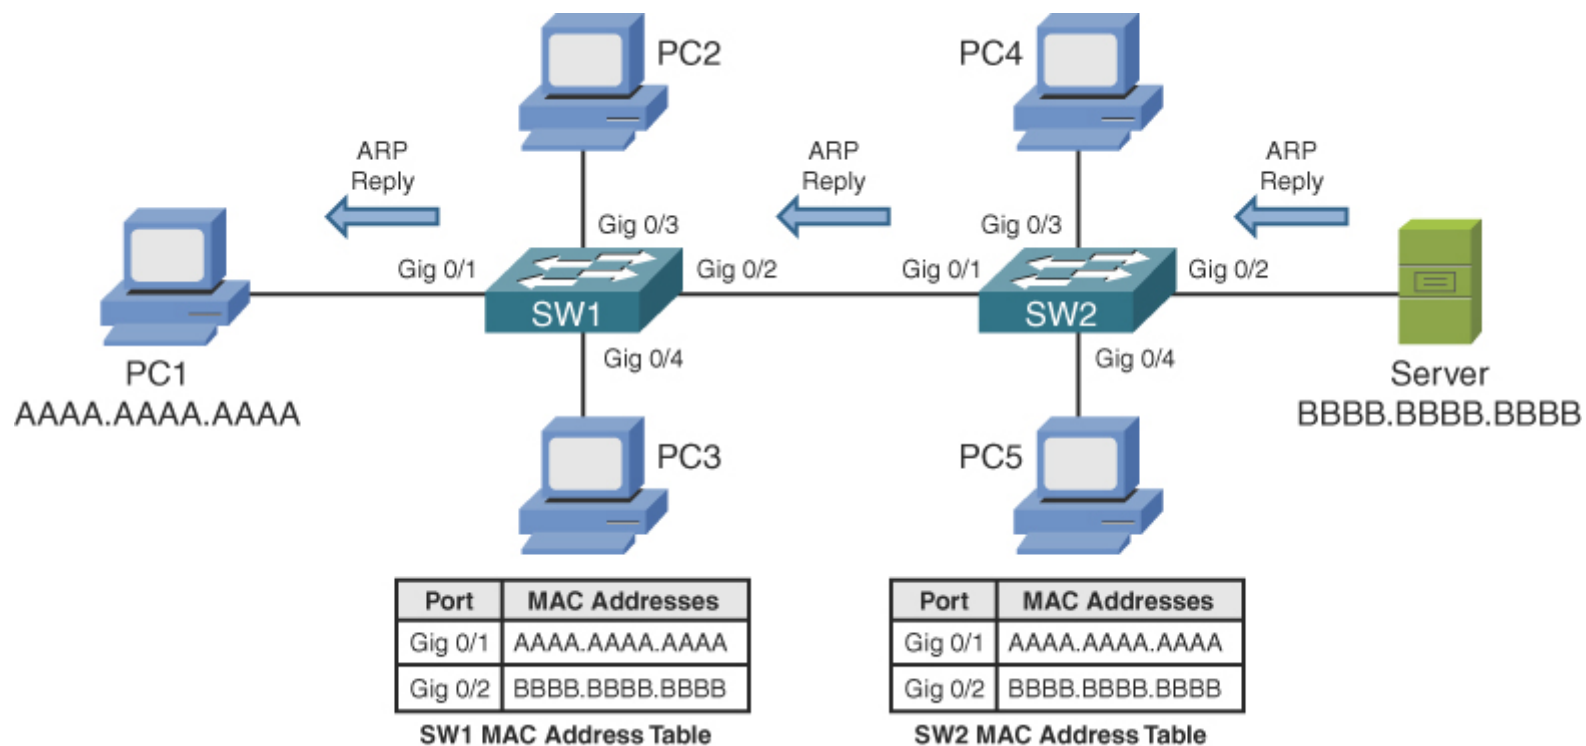 PC2
PC4
ARP
Reply
ARP
Reply
ARP
Reply
Gig 0/3
Gig 0/3
Gig 0/1
Gig 0/2
Gig 0/1
Gig 0/2
SW1
SW2
Gig 0/4
Gig 0/4
PC1
AAAA.AAAA.AAAA
Server
BBBB.BBBB.BBBB
PC3
PC5
Port MAC Addresses
Gig 0/1 AAAA.AAAA.AAAA
Gig 0/2 BBBB.BBBB.BBBB
SW1 MAC Address Table
Port MAC Addresses
Gig 0/1 AAAA.AAAA.AAAA
Gig 0/2 BBBB.BBBB.BBBB
SW2 MAC Address Table